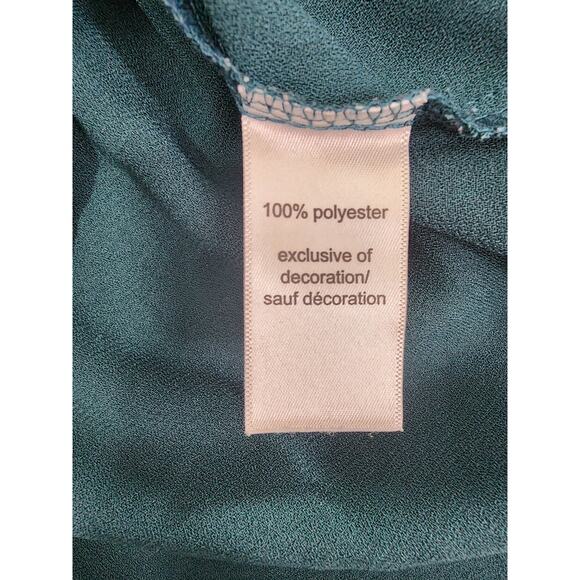 100% polyester
exclusive of
decoration/
sauf décoration